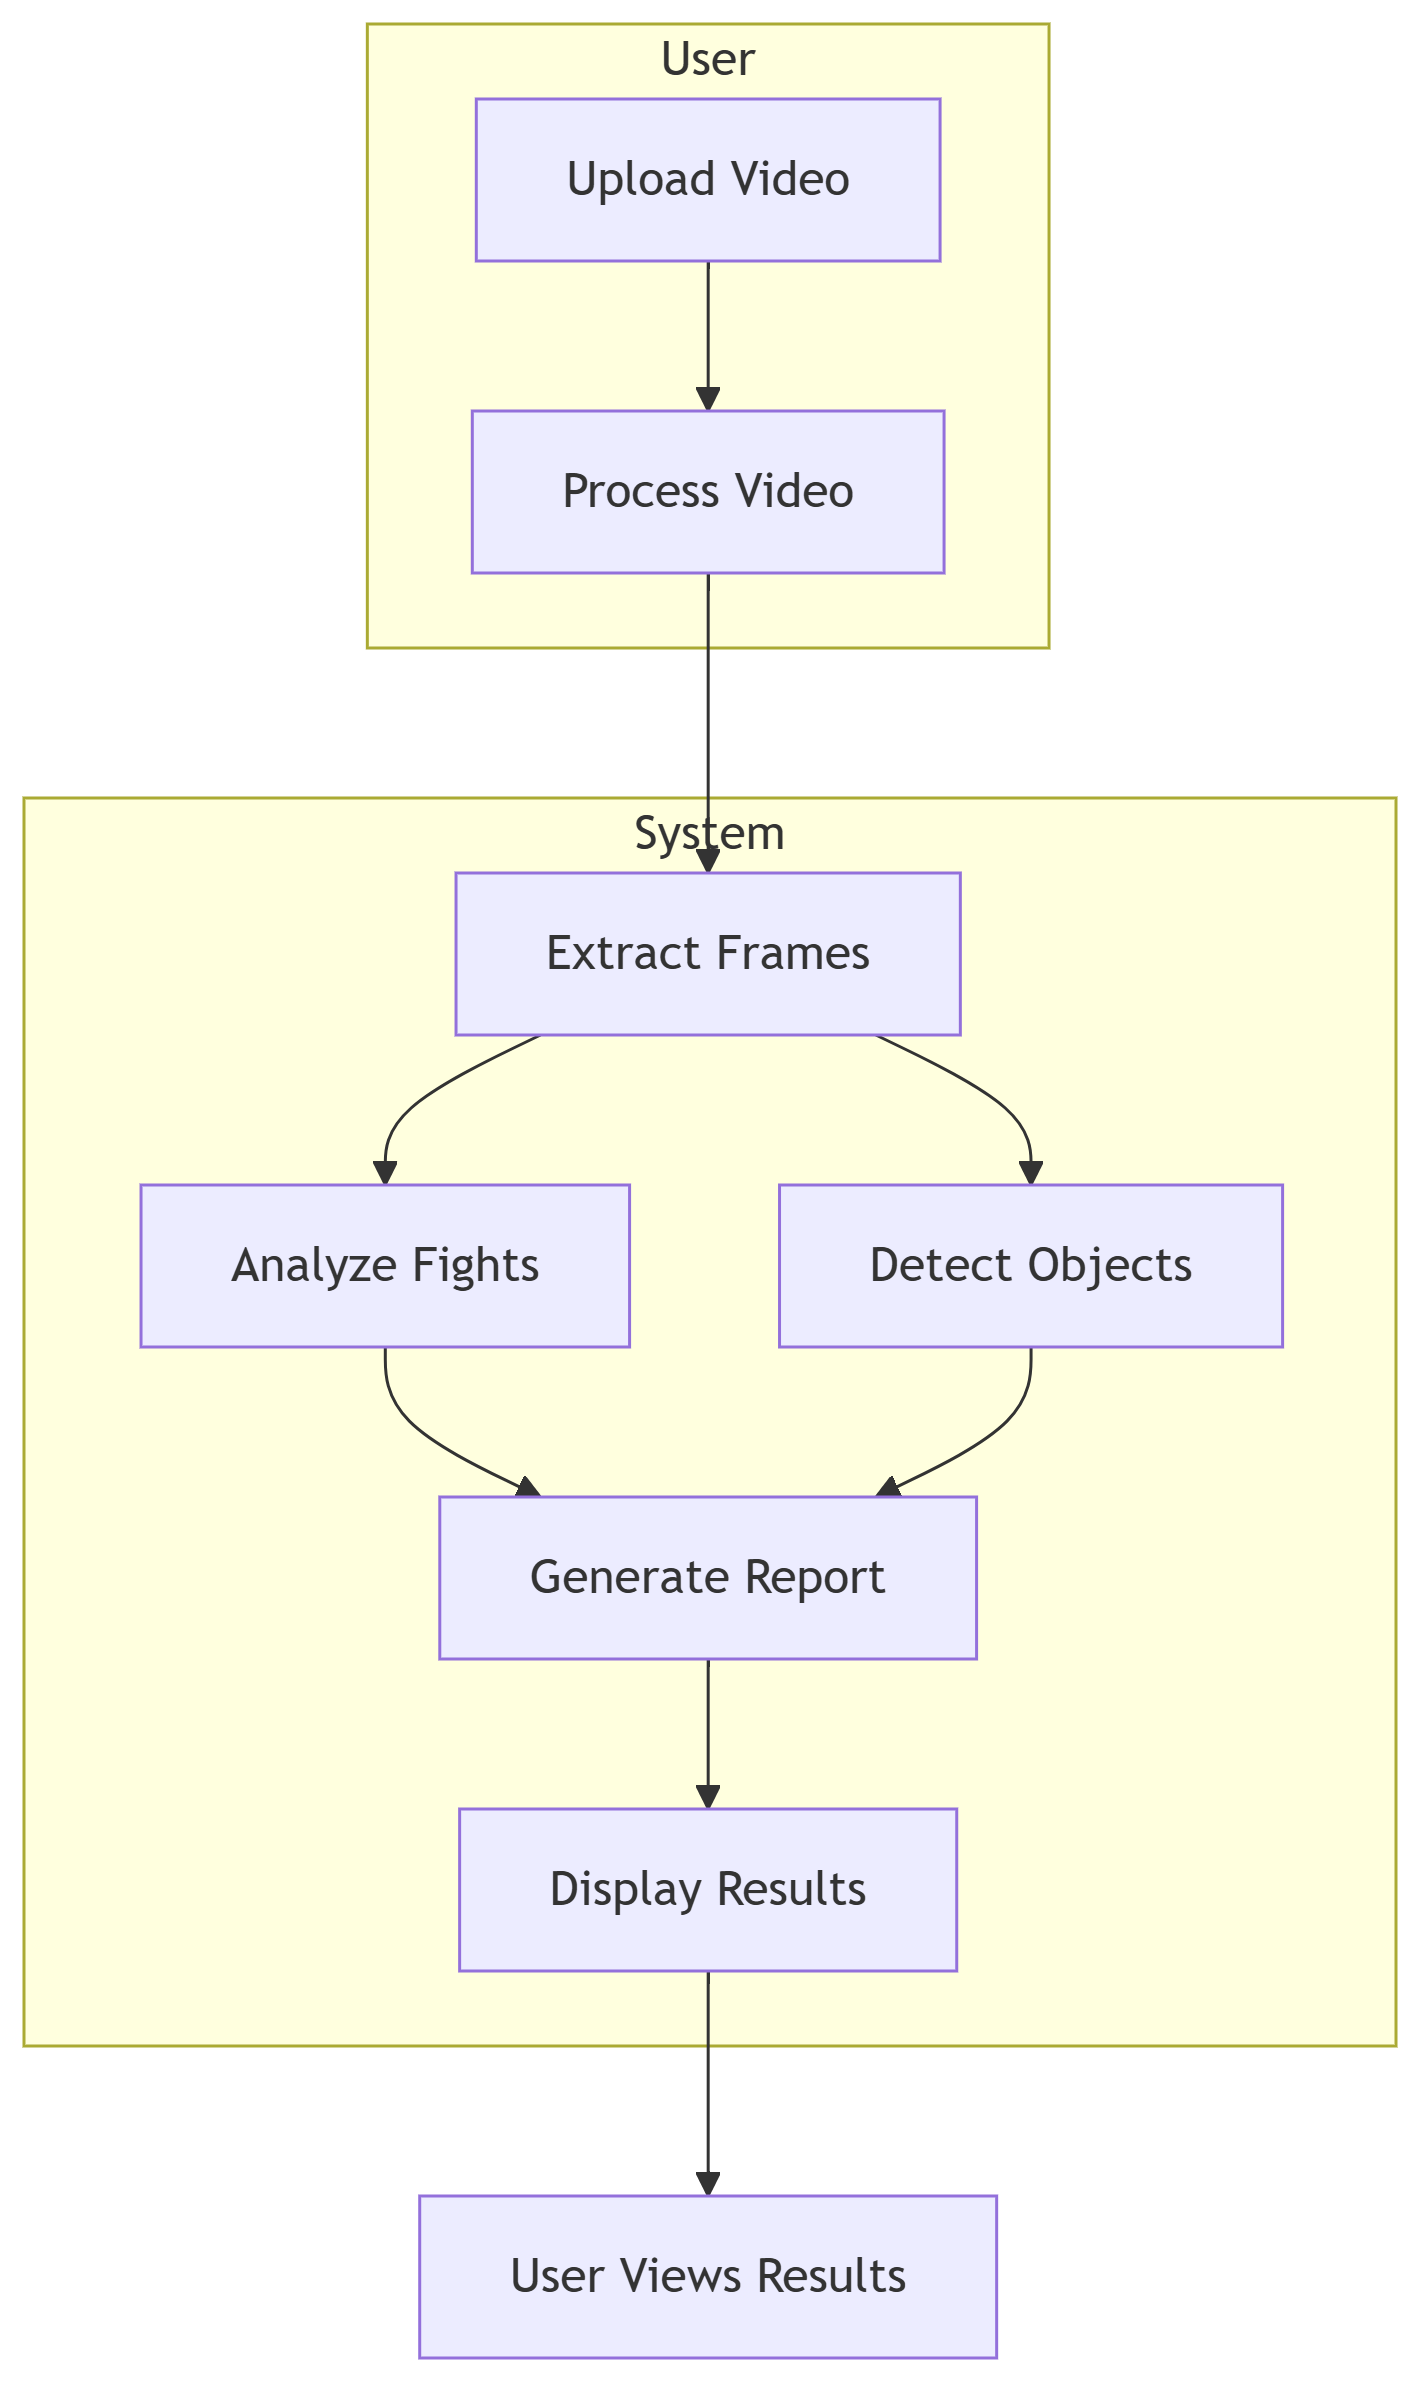 User
Upload Video
Process Video
System
Extract Frames
Analyze Fights
Detect Objects
Generate Report
Display Results
User Views Results